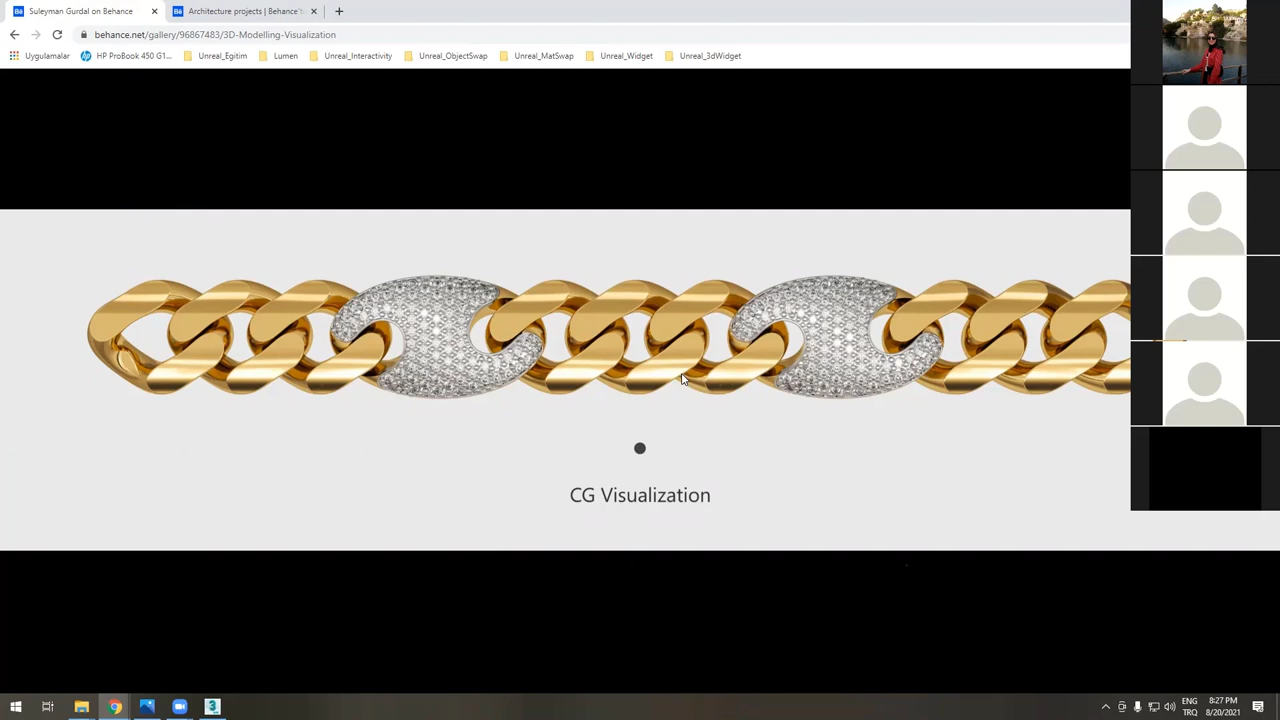 Suleyman Gurdal on Behance
Architecture projects | Behance'
behance.net/gallery/96867483/3D-Modelling-Visualization
Uygulamalar
HP ProBook 450 G1...
Unreal_Egitim
Lumen
Unreal_Interactivity
Unreal_ObjectSwap
Unreal_MatSwap
Unreal_Widget
Unreal_3dWidget
CG Visualization
ENG
TRQ
8:27 PM
8/20/2021